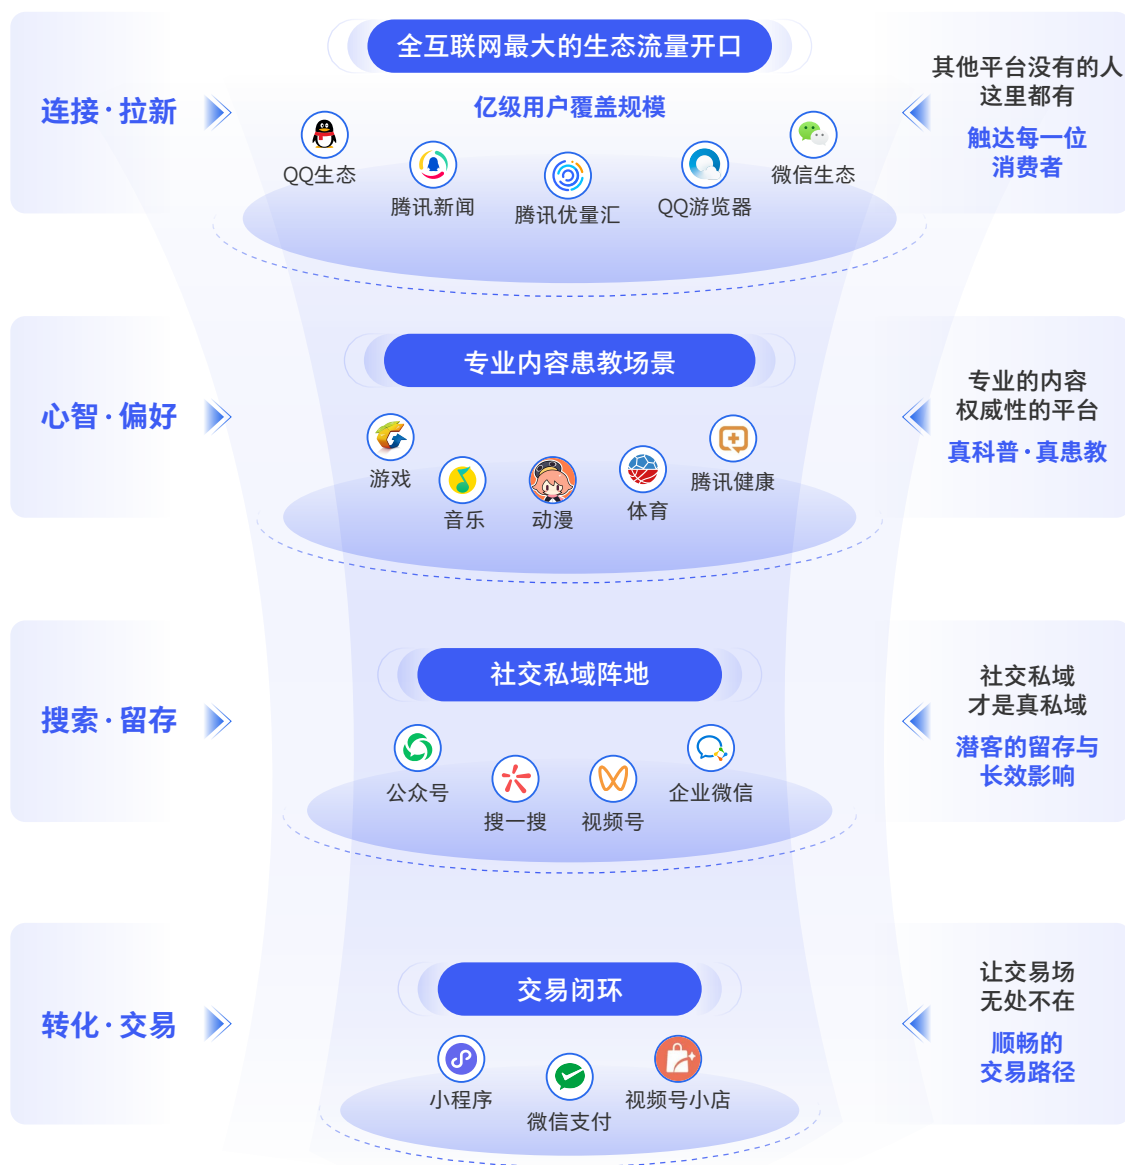 全互联网最大的生态流量开口
连接·拉新
亿级用户覆盖规模
QQ生态
腾讯新闻
腾讯优量汇
QQ游览器
微信生态
其他平台没有的人
这里都有
触达每一位
消费者
专业内容患教场景
心智·偏好
游戏
音乐
动漫
体育
腾讯健康
专业的内容
权威性的平台
真科普·真患教
社交私域阵地
搜索·留存
公众号
搜一搜
视频号
企业微信
社交私域
才是真私域
潜客的留存与
长效影响
交易闭环
转化·交易
小程序
微信支付
视频号小店
让交易场
无处不在
顺畅的
交易路径